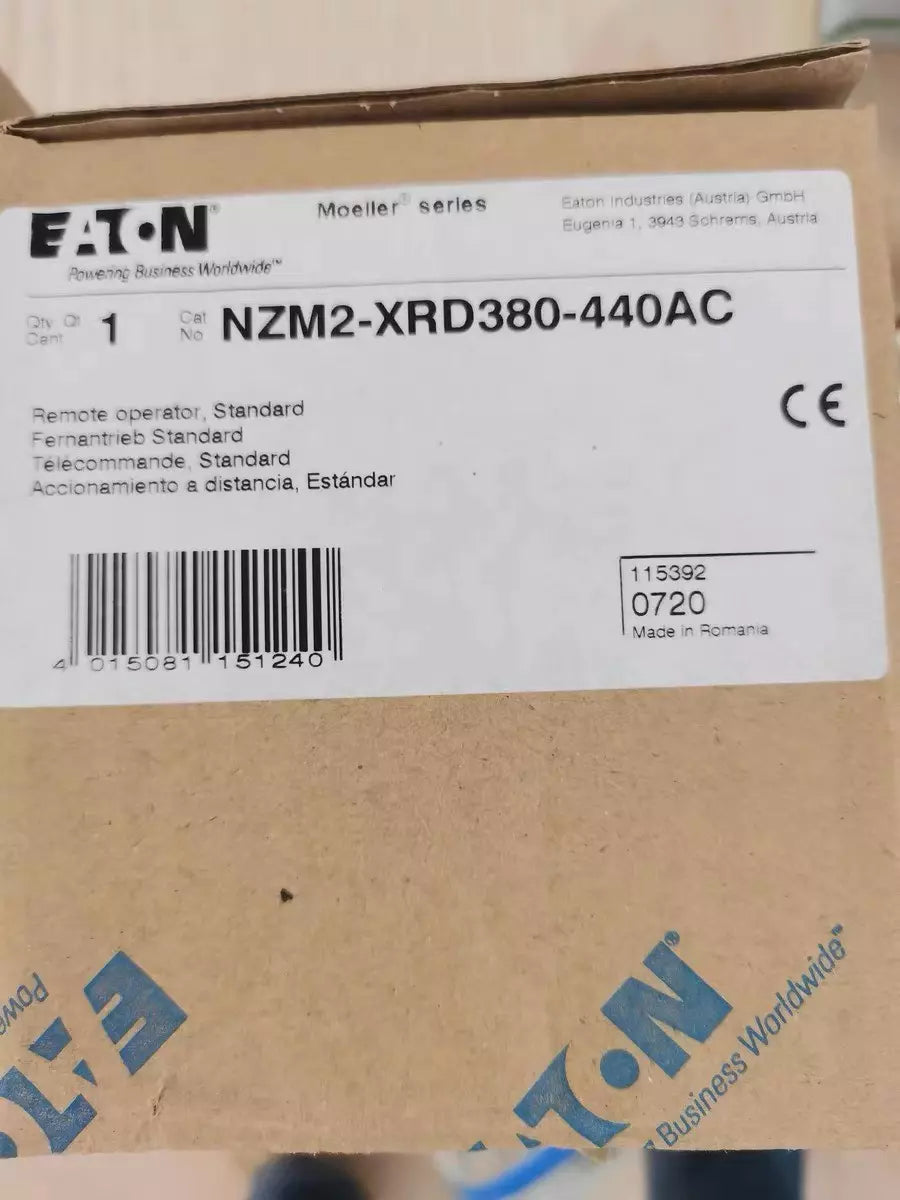 EATON®
Powering Business Worldwide™
Moeller® series
Eaton Industries (Austria) GmbH
Eugenia 1, 3943 Schrems, Austria
Qty Qt
Cant
1
Cat
No
NZM2-XRD380-440AC
Remote operator, Standard
Fernantrieb Standard
Télécommande, Standard
Accionamiento a distancia, Estándar
CE
4 015081 151240
115392
0720
Made in Romania
EATON®
Business Worldwide™